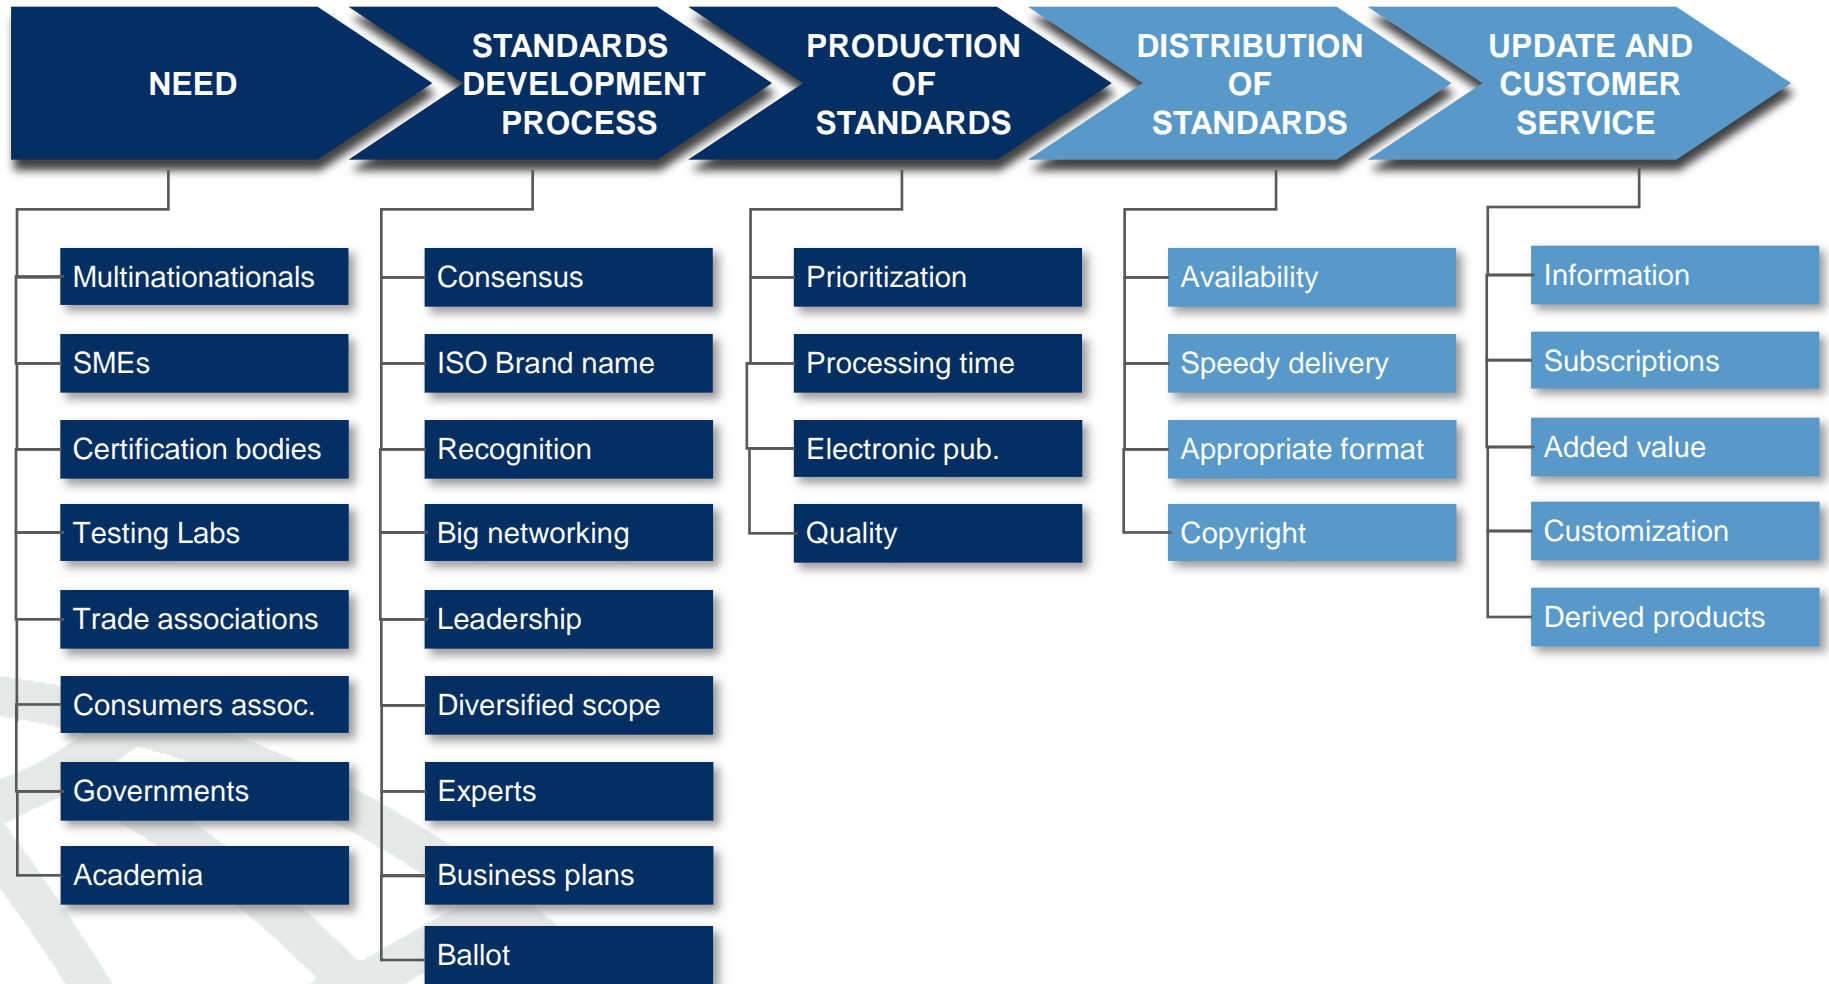 NEED
STANDARDS
DEVELOPMENT
PROCESS
PRODUCTION
OF
STANDARDS
DISTRIBUTION
OF
STANDARDS
UPDATE AND
CUSTOMER
SERVICE
Multinationationals
SMEs
Certification bodies
Testing Labs
Trade associations
Consumers assoc.
Governments
Academia
Consensus
ISO Brand name
Recognition
Big networking
Leadership
Diversified scope
Experts
Business plans
Ballot
Prioritization
Processing time
Electronic pub.
Quality
Availability
Speedy delivery
Appropriate format
Copyright
Information
Subscriptions
Added value
Customization
Derived products